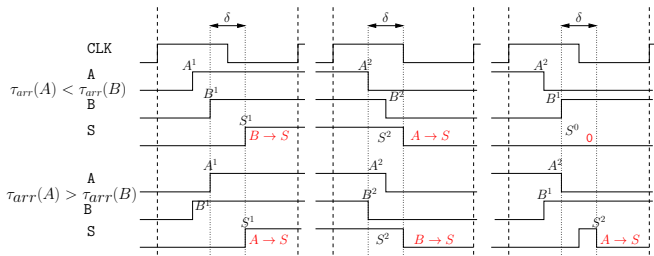 δ δ δ
CLK
A A¹ A² A²
τ_arr(A) < τ_arr(B)
B B¹ B² B¹
S S¹ B → S S² A → S S⁰ 0
A A¹ A² A²
τ_arr(A) > τ_arr(B)
B B¹ B² B¹
S S¹ A → S S² B → S S² A → S